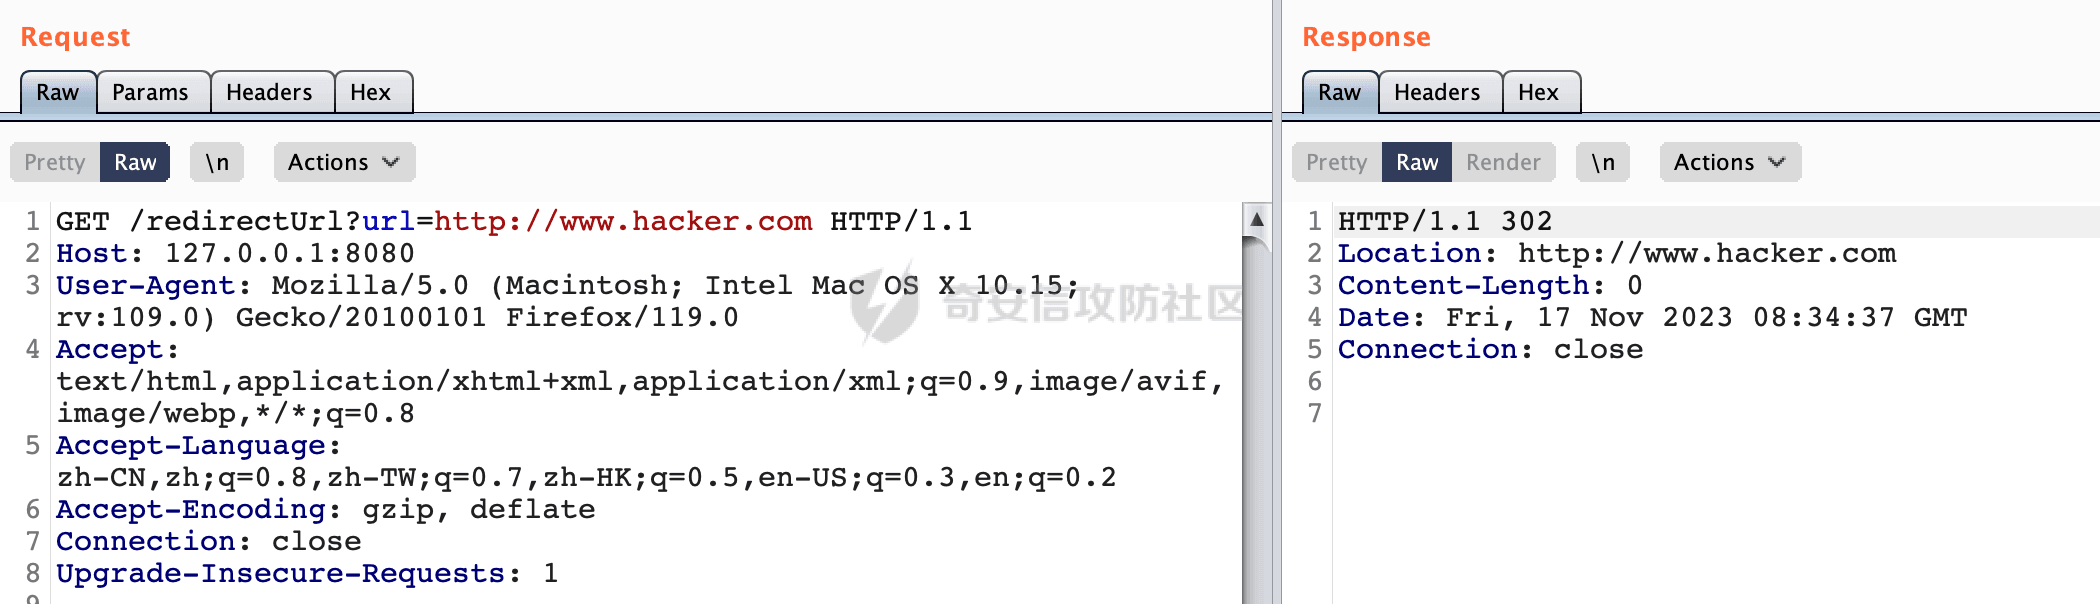 Request
Raw Params Headers Hex
Pretty Raw \n Actions
1 GET /redirectUrl?url=http://www.hacker.com HTTP/1.1
2 Host: 127.0.0.1:8080
3 User-Agent: Mozilla/5.0 (Macintosh; Intel Mac OS X 10.15;
rv:109.0) Gecko/20100101 Firefox/119.0
4 Accept:
text/html,application/xhtml+xml,application/xml;q=0.9,image/avif,
image/webp,*/*;q=0.8
5 Accept-Language:
zh-CN,zh;q=0.8,zh-TW;q=0.7,zh-HK;q=0.5,en-US;q=0.3,en;q=0.2
6 Accept-Encoding: gzip, deflate
7 Connection: close
8 Upgrade-Insecure-Requests: 1
9
奇安信攻防社区
Response
Raw Headers Hex
Pretty Raw Render \n Actions
1 HTTP/1.1 302
2 Location: http://www.hacker.com
3 Content-Length: 0
4 Date: Fri, 17 Nov 2023 08:34:37 GMT
5 Connection: close
6
7